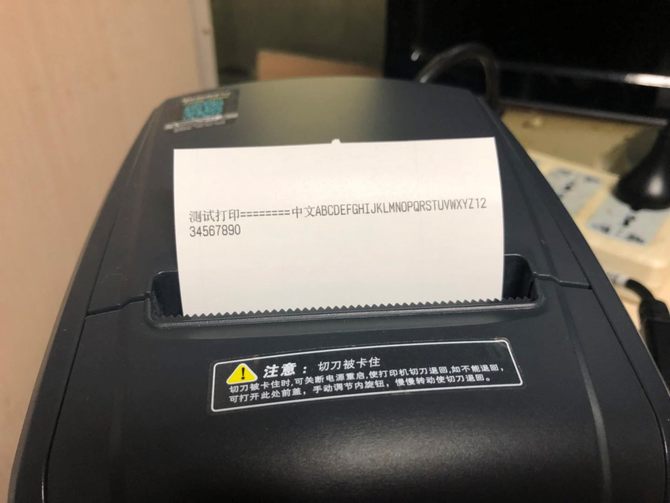 测试打印========中文ABCDEFGHIJKLMNOPQRSTUVWXYZ12
34567890
注意：切刀被卡住
切刀被卡住时,可关断电源重启,使打印机切刀退回,如不能退回,
可打开此处前盖，手动调节内旋钮，慢慢转动使切刀退回。